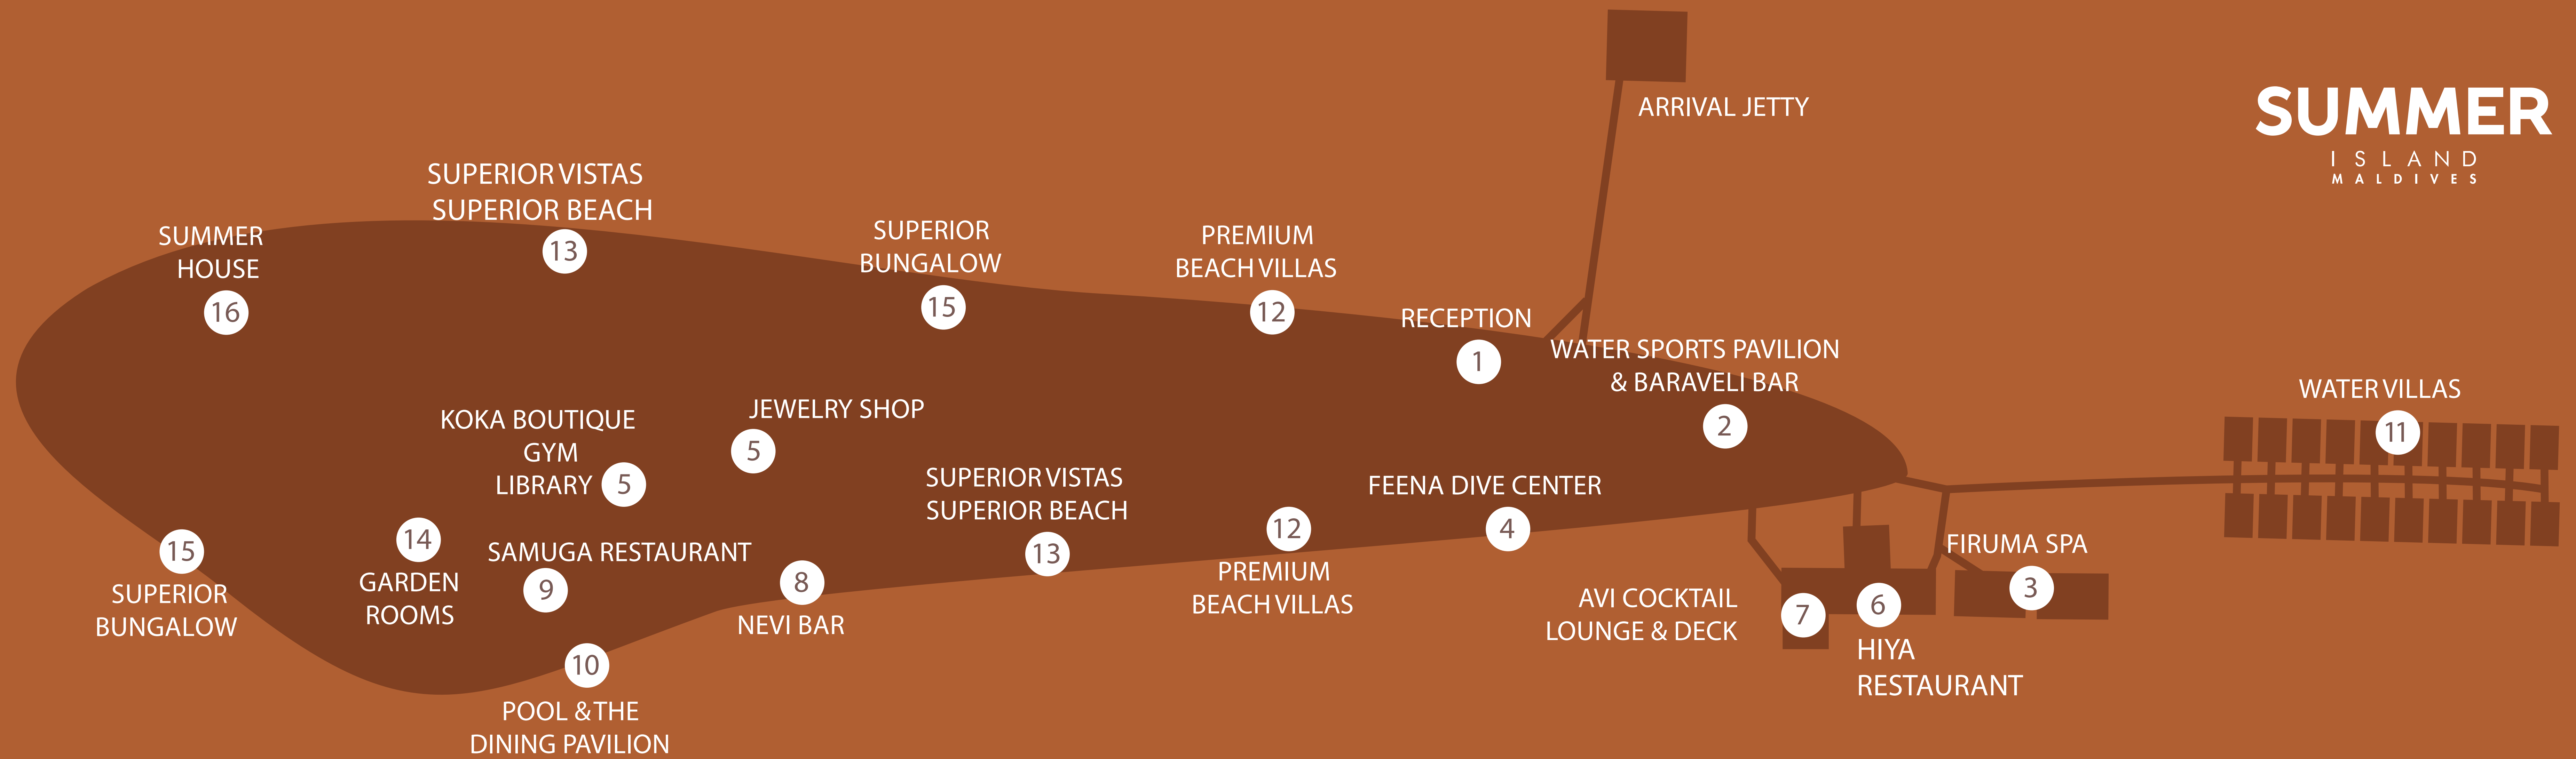 SUMMER
ISLAND
MALDIVES
ARRIVAL JETTY
SUPERIOR VISTAS
SUPERIOR BEACH
13
SUMMER
HOUSE
16
SUPERIOR
BUNGALOW
15
PREMIUM
BEACH VILLAS
12
RECEPTION
1
WATER SPORTS PAVILION
& BARAVELI BAR
2
WATER VILLAS
11
KOKA BOUTIQUE
GYM
LIBRARY 5
JEWELRY SHOP
5
SUPERIOR VISTAS
SUPERIOR BEACH
13
FEENA DIVE CENTER
4
12
PREMIUM
BEACH VILLAS
15
SUPERIOR
BUNGALOW
14
GARDEN
ROOMS
SAMUGA RESTAURANT
9
8
NEVI BAR
10
POOL & THE
DINING PAVILION
FIRUMA SPA
3
AVI COCKTAIL
LOUNGE & DECK
7
6
HIYA
RESTAURANT